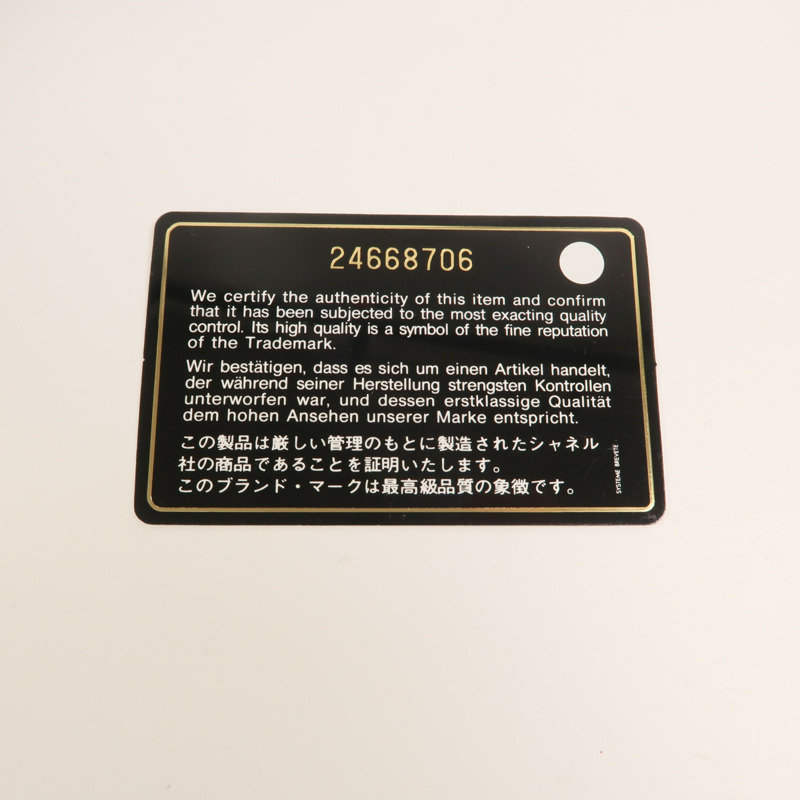 24668706
We certify the authenticity of this item and confirm
that it has been subjected to the most exacting quality
control. Its high quality is a symbol of the fine reputation
of the Trademark.
Wir bestätigen, dass es sich um einen Artikel handelt,
der während seiner Herstellung strengsten Kontrollen
unterworfen war, und dessen erstklassige Qualität
dem hohen Ansehen unserer Marke entspricht.
この製品は厳しい管理のもとに製造されたシャネル
社の商品であることを証明いたします。
このブランド・マークは最高級品質の象徴です。
SYSTEME BREVETE